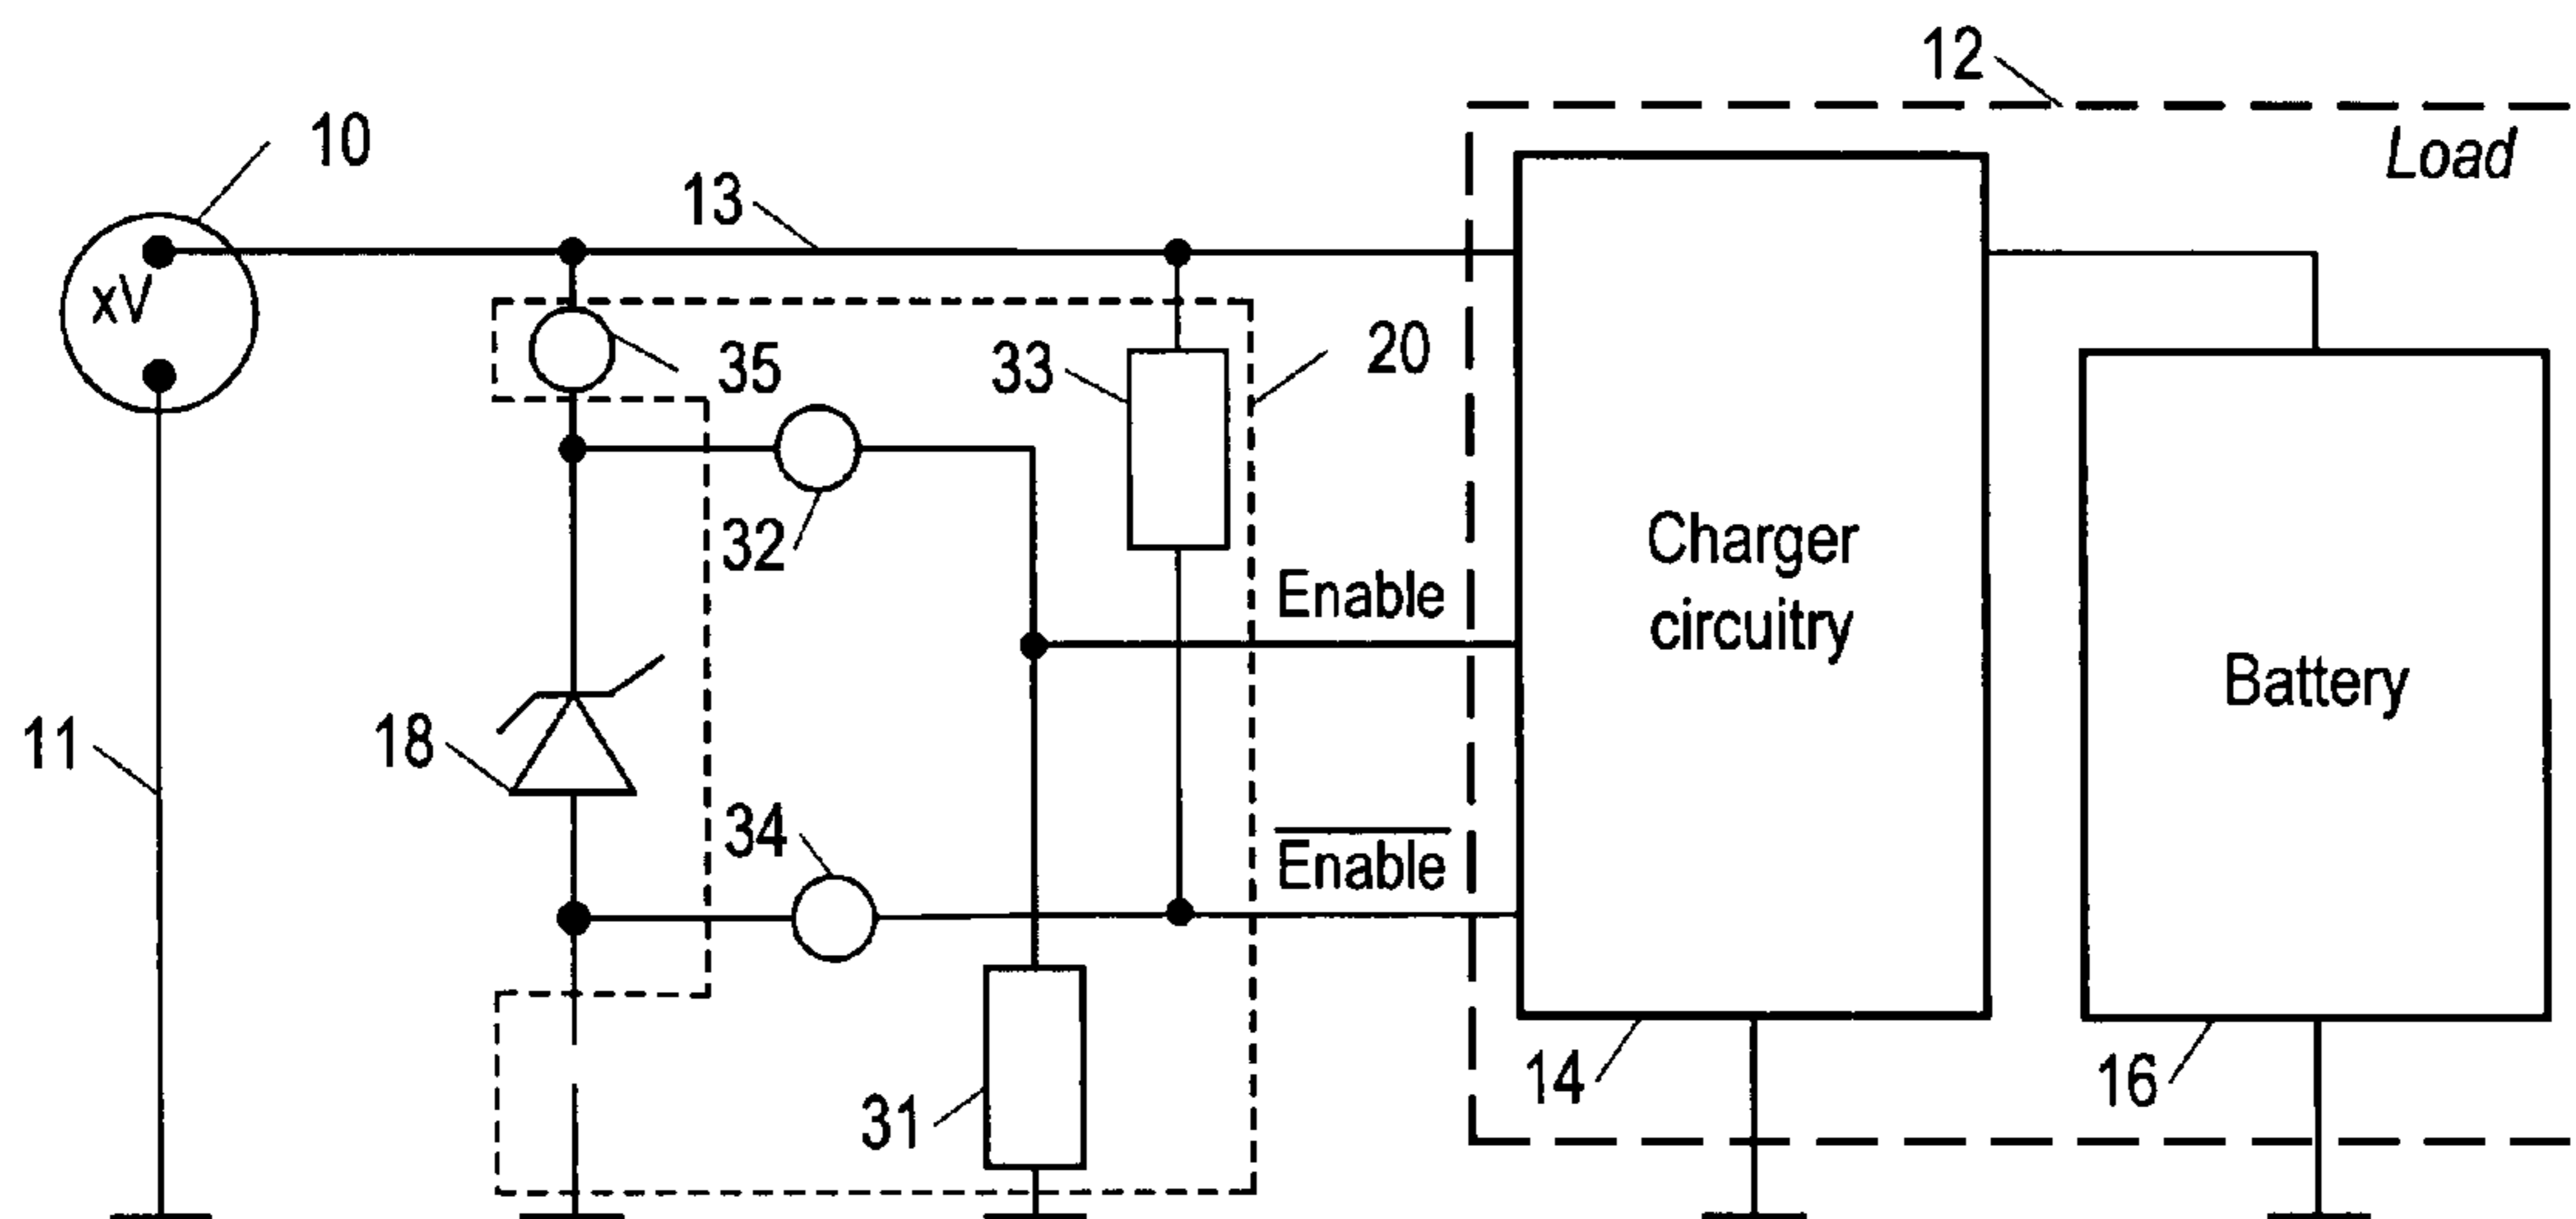 12
Load
10
13
xV
35
33
20
32
Charger
circuitry
Enable
Battery
11
18
34
Enable
14
16
31